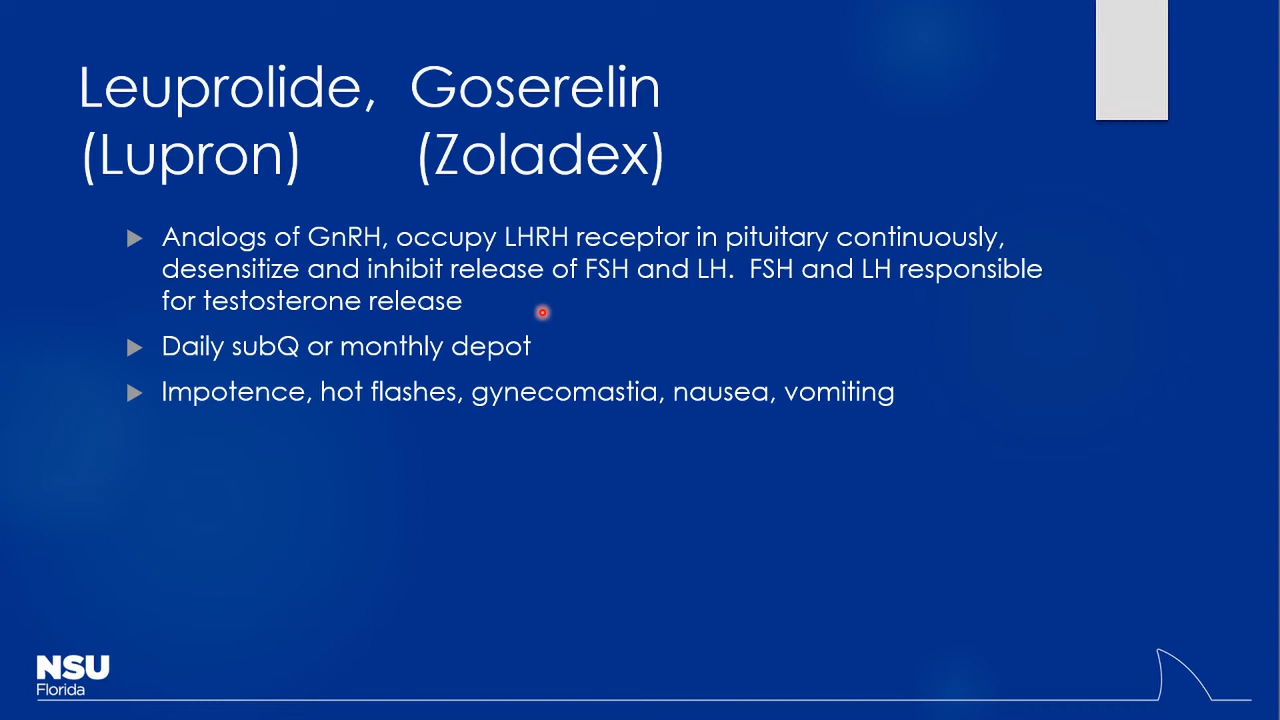 Leuprolide, Goserelin
(Lupron) (Zoladex)
Analogs of GnRH, occupy LHRH receptor in pituitary continuously,
desensitize and inhibit release of FSH and LH. FSH and LH responsible
for testosterone release
Daily subQ or monthly depot
Impotence, hot flashes, gynecomastia, nausea, vomiting
NSU
Florida